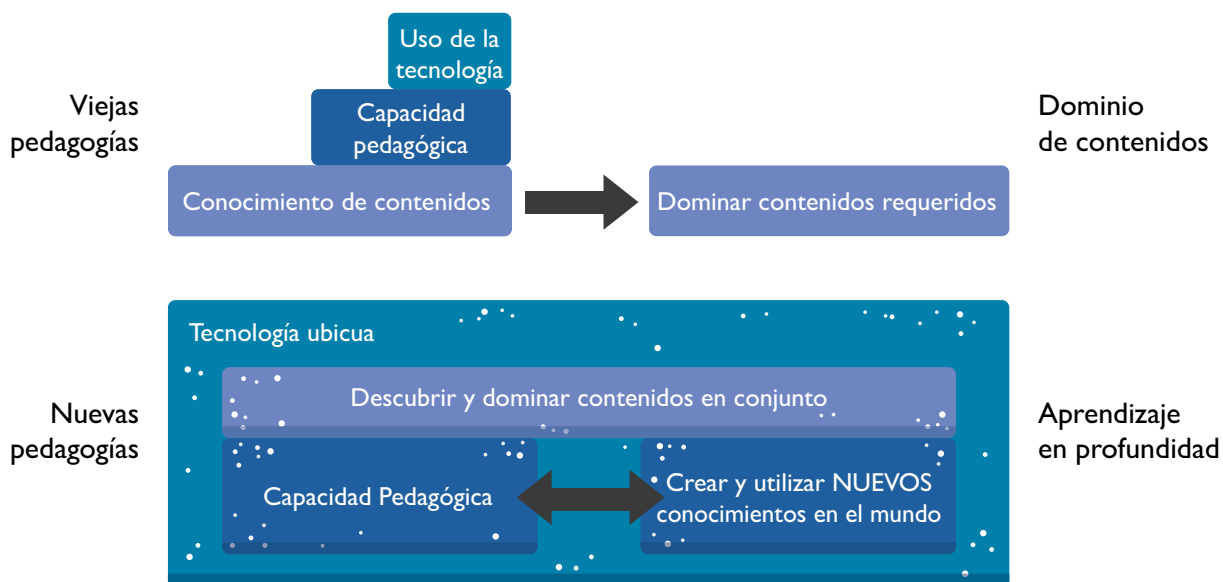 Uso de la
tecnología
Viejas
pedagogías
Capacidad
pedagógica
Dominio
de contenidos
Conocimiento de contenidos
Dominar contenidos requeridos
Tecnología ubicua
Descubrir y dominar contenidos en conjunto
Nuevas
pedagogías
Aprendizaje
en profundidad
Capacidad Pedagógica
Crear y utilizar NUEVOS
conocimientos en el mundo